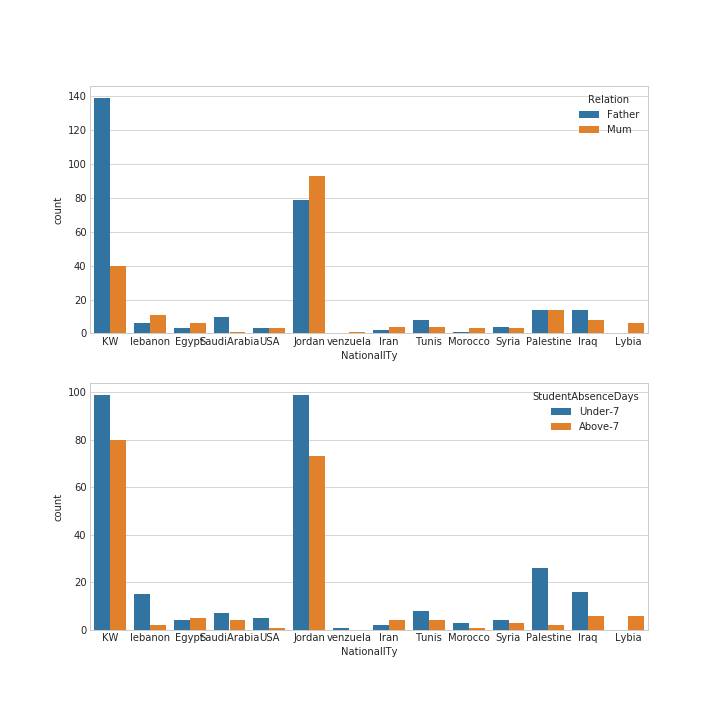 Relation
Father
Mum
140
120
100
80
60
40
20
0
count
KW lebanon Egypt SaudiArabia USA Jordan venzuela Iran Tunis Morocco Syria Palestine Iraq Lybia
NationalITy
StudentAbsenceDays
Under-7
Above-7
100
80
60
40
20
0
count
KW lebanon Egypt SaudiArabia USA Jordan venzuela Iran Tunis Morocco Syria Palestine Iraq Lybia
NationalITy